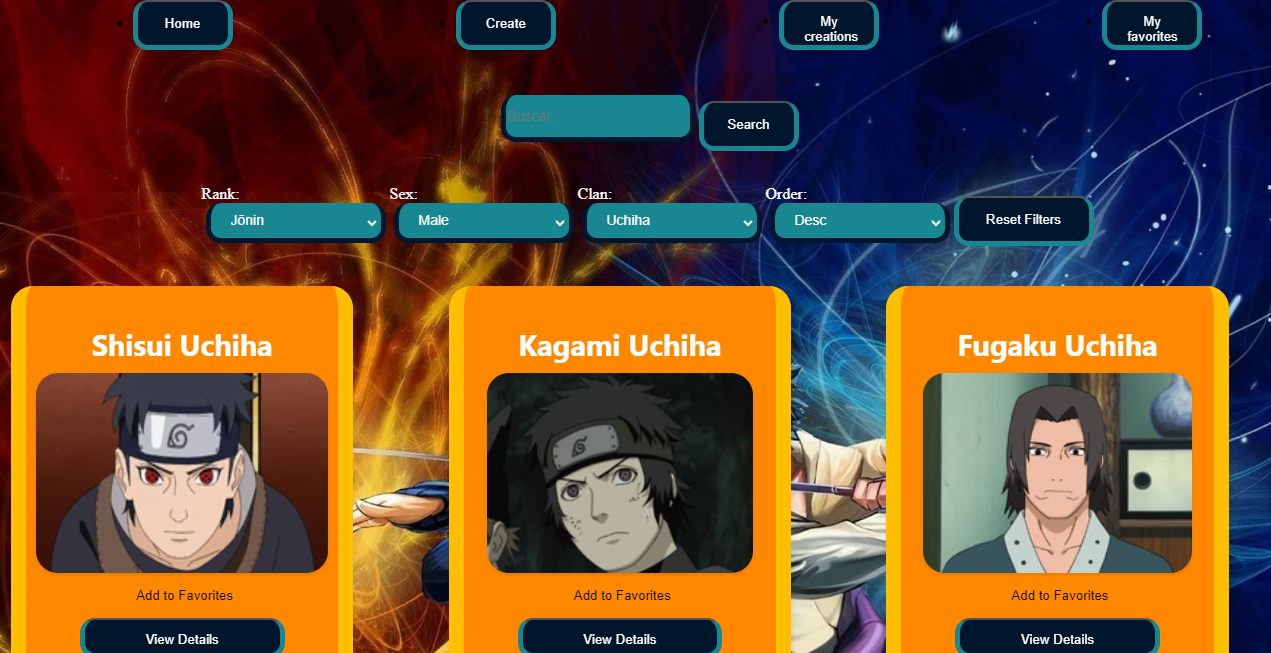 Home
Create
My
creations
My
favorites
Buscar...
Search
Rank:
Sex:
Clan:
Order:
Jōnin
Male
Uchiha
Desc
Reset Filters
Shisui Uchiha
Kagami Uchiha
Fugaku Uchiha
Add to Favorites
Add to Favorites
Add to Favorites
View Details
View Details
View Details